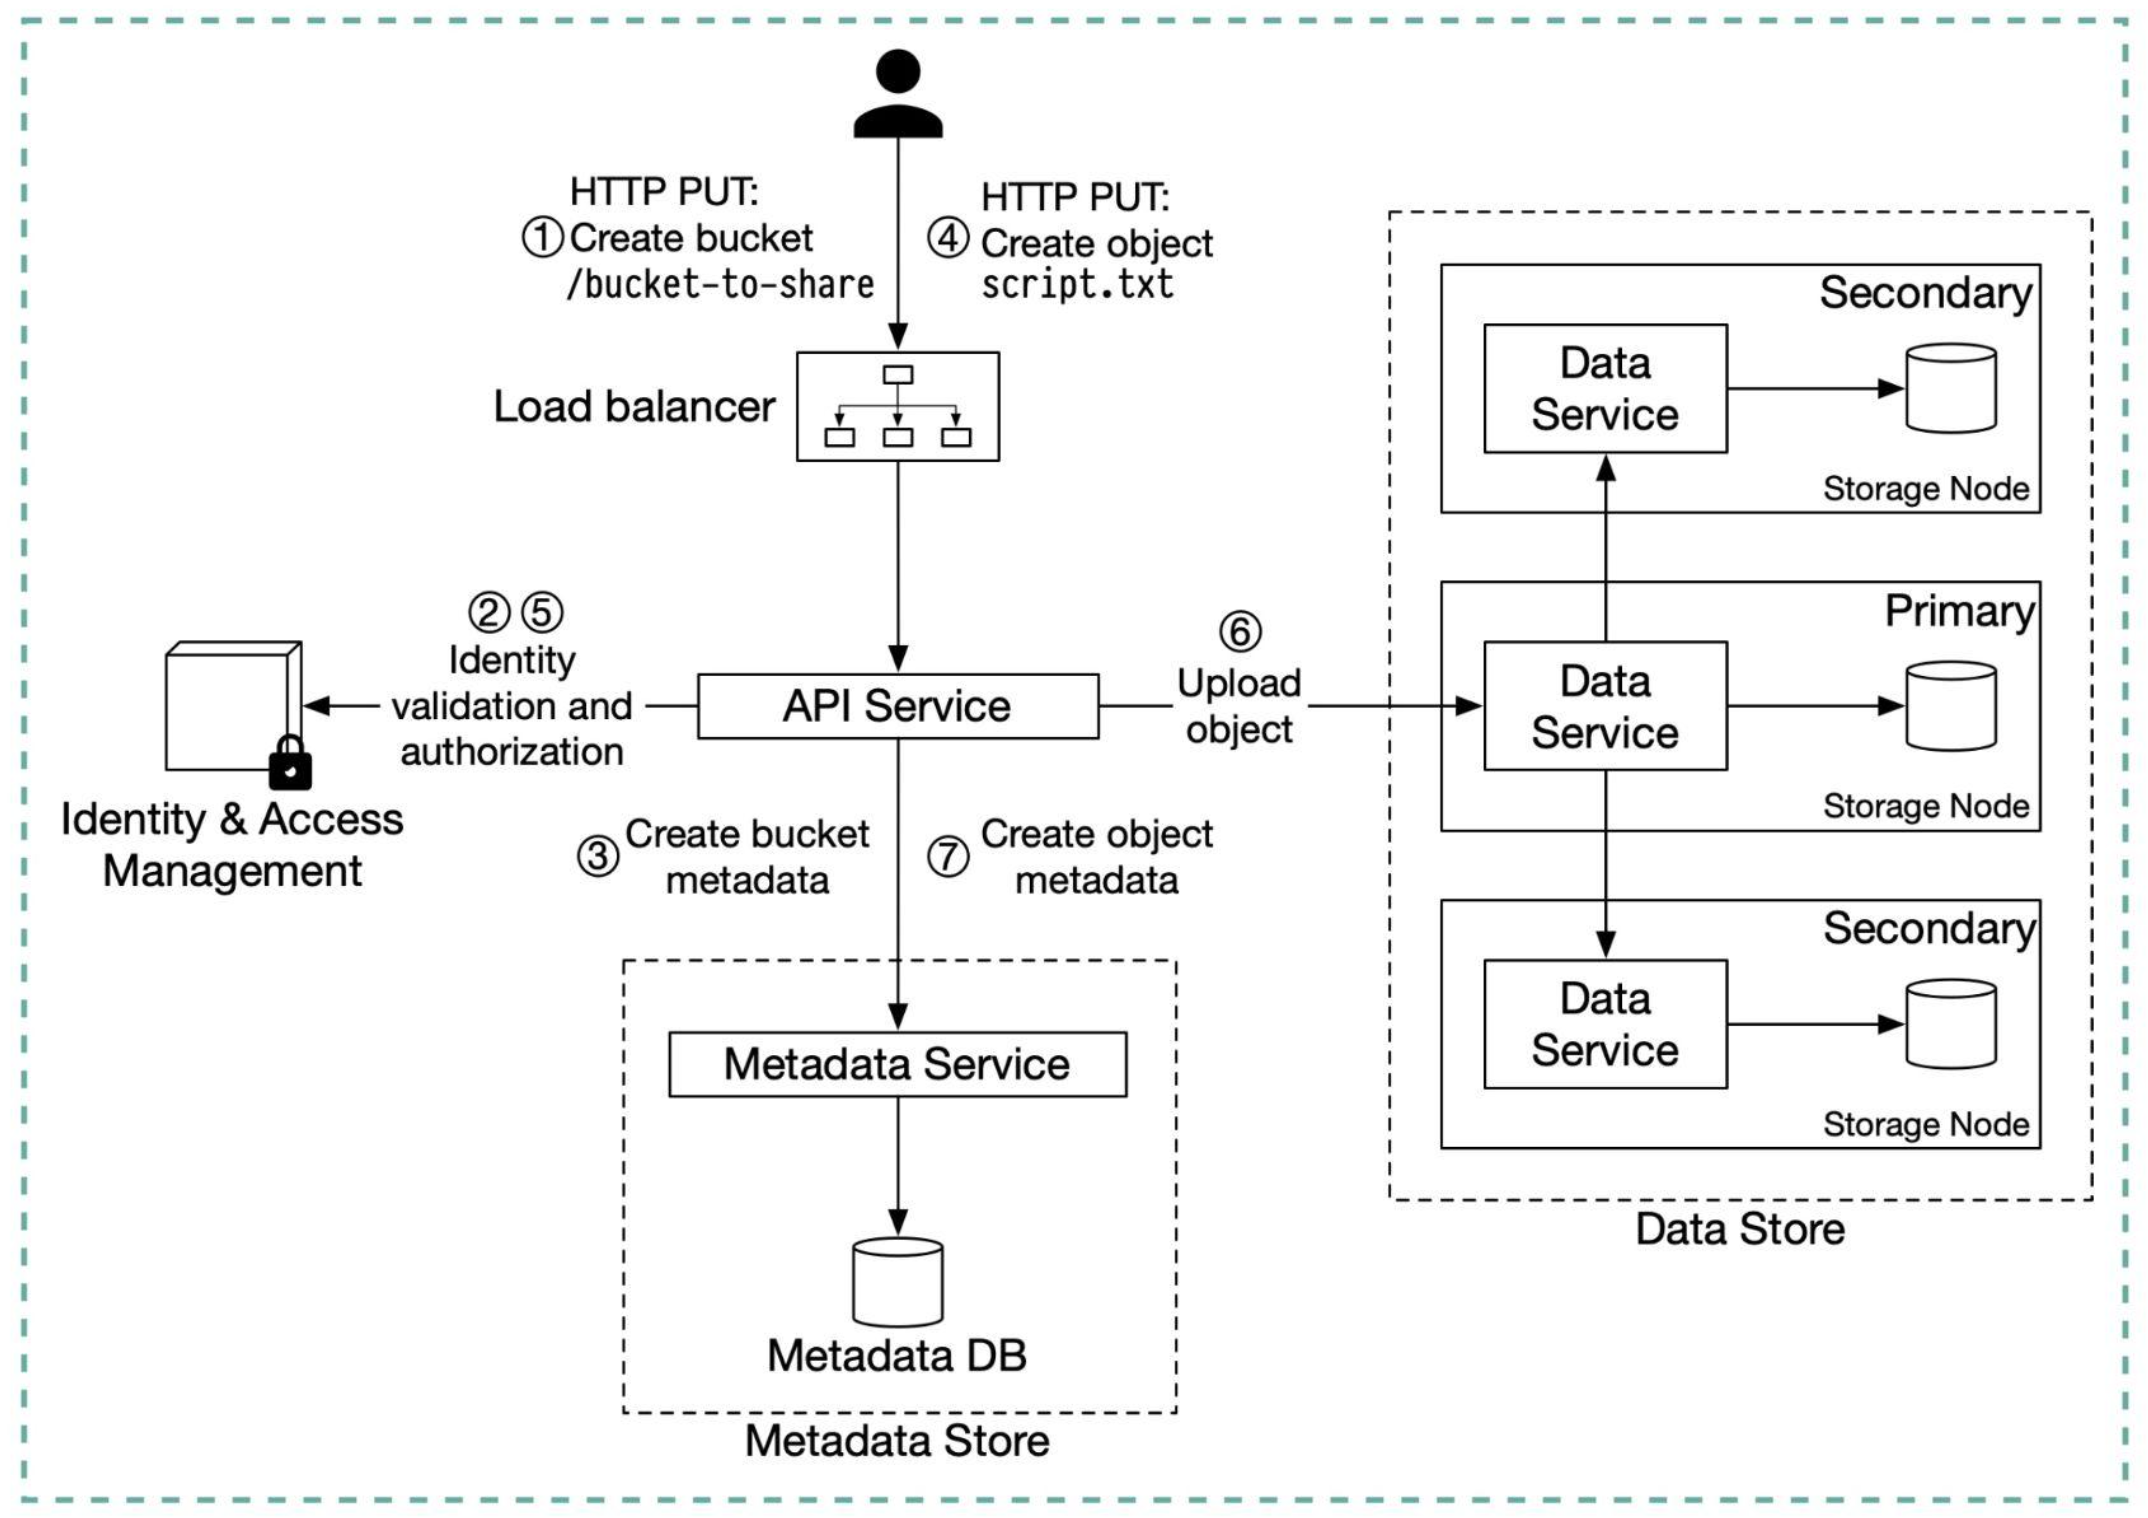 HTTP PUT:
① Create bucket
/bucket-to-share
HTTP PUT:
④ Create object
script.txt
Load balancer
② ⑤
Identity
validation and
authorization
Identity & Access
Management
API Service
⑥
Upload
object
③ Create bucket
metadata
⑦ Create object
metadata
Metadata Service
Metadata DB
Metadata Store
Secondary
Data
Service
Storage Node
Primary
Data
Service
Storage Node
Secondary
Data
Service
Storage Node
Data Store